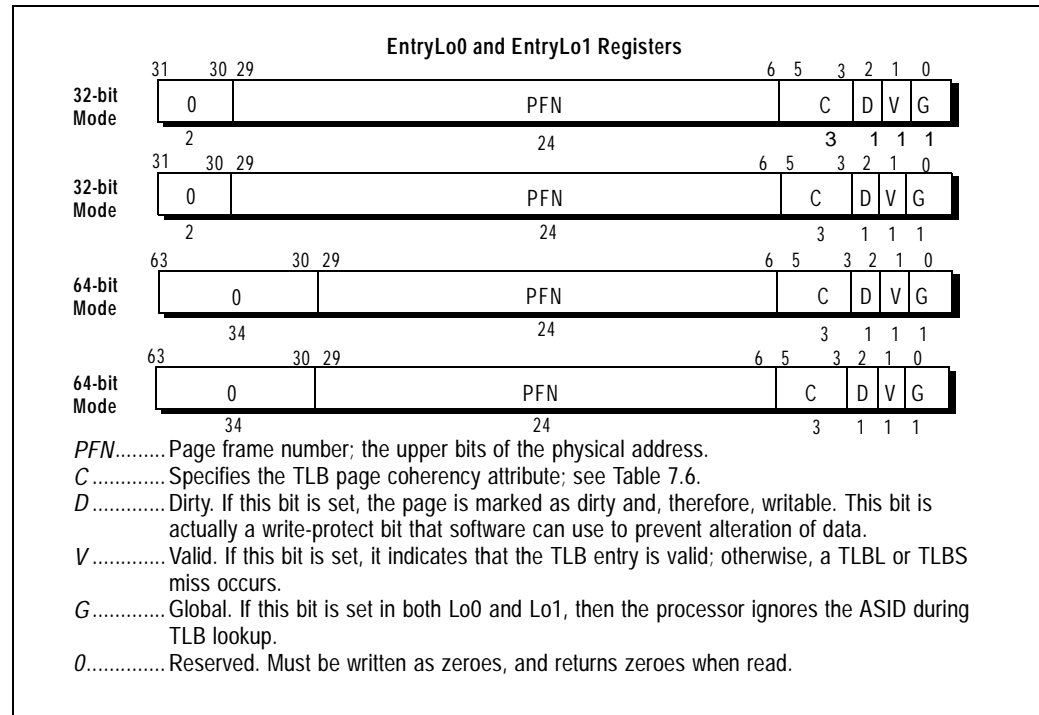 EntryLo0 and EntryLo1 Registers
31 30 29 6 5 3 2 1 0
32-bit Mode 0 PFN C D V G
2 24 3 1 1 1
31 30 29 6 5 3 2 1 0
32-bit Mode 0 PFN C D V G
2 24 3 1 1 1
63 30 29 6 5 3 2 1 0
64-bit Mode 0 PFN C D V G
34 24 3 1 1 1
63 30 29 6 5 3 2 1 0
64-bit Mode 0 PFN C D V G
34 24 3 1 1 1
PFN......... Page frame number; the upper bits of the physical address.
C ............. Specifies the TLB page coherency attribute; see Table 7.6.
D ............. Dirty. If this bit is set, the page is marked as dirty and, therefore, writable. This bit is
actually a write-protect bit that software can use to prevent alteration of data.
V ............. Valid. If this bit is set, it indicates that the TLB entry is valid; otherwise, a TLBL or TLBS
miss occurs.
G ............. Global. If this bit is set in both Lo0 and Lo1, then the processor ignores the ASID during
TLB lookup.
0.............. Reserved. Must be written as zeroes, and returns zeroes when read.